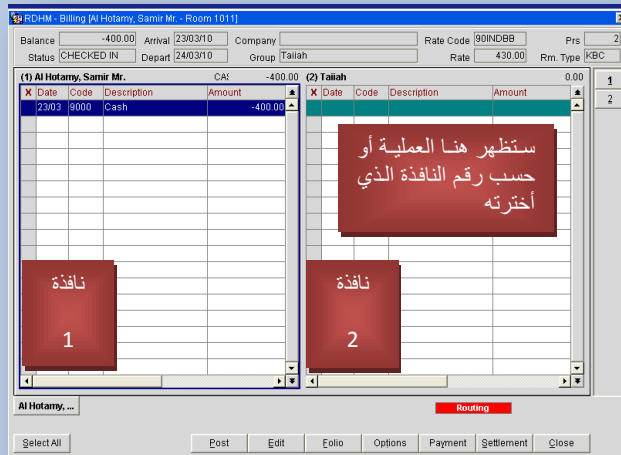 RDHM - Billing [Al Hotamy, Samir Mr. - Room 1011]
Balance -400.00 Arrival 23/03/10 Company Rate Code 90INDBB Prs 2
Status CHECKED IN Depart 24/03/10 Group Taiiah Rate 430.00 Rm. Type KBC
(1) Al Hotamy, Samir Mr. CA: -400.00 (2) Taiiah 0.00 1
X Date Code Description Amount X Date Code Description Amount 2
23/03 9000 Cash -400.00
ستظهر هنا العملية أو
حسب رقم النافذة الذي
أخترته
نافذة
1
نافذة
2
Al Hotamy, ...
Routing
Select All Post Edit Folio Options Payment Settlement Close